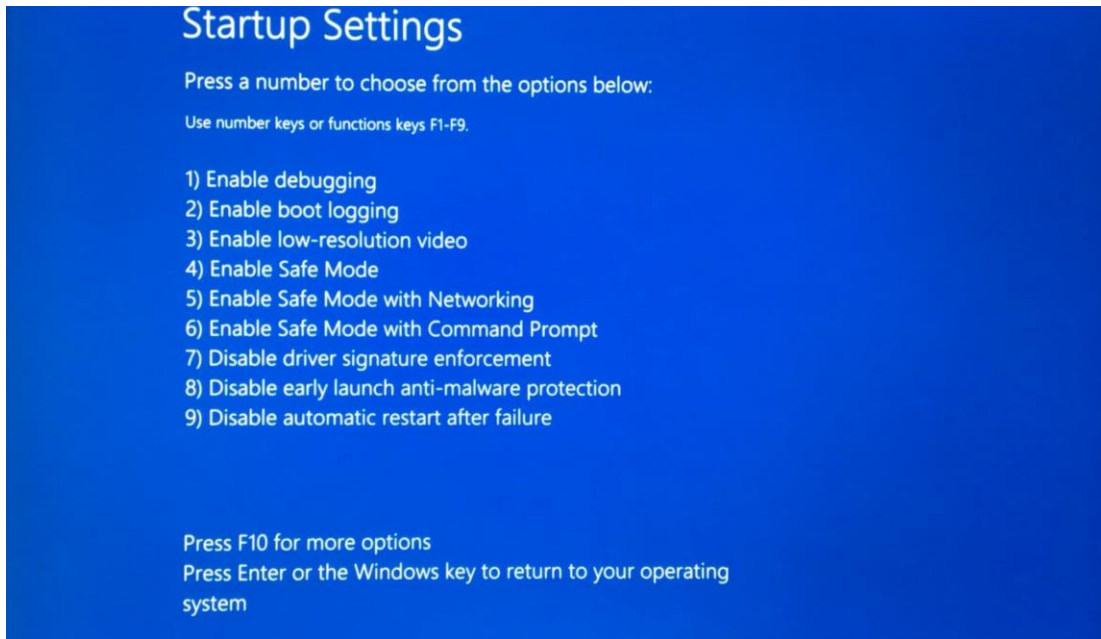 Startup Settings
Press a number to choose from the options below:
Use number keys or functions keys F1-F9.
1) Enable debugging
2) Enable boot logging
3) Enable low-resolution video
4) Enable Safe Mode
5) Enable Safe Mode with Networking
6) Enable Safe Mode with Command Prompt
7) Disable driver signature enforcement
8) Disable early launch anti-malware protection
9) Disable automatic restart after failure
Press F10 for more options
Press Enter or the Windows key to return to your operating
system